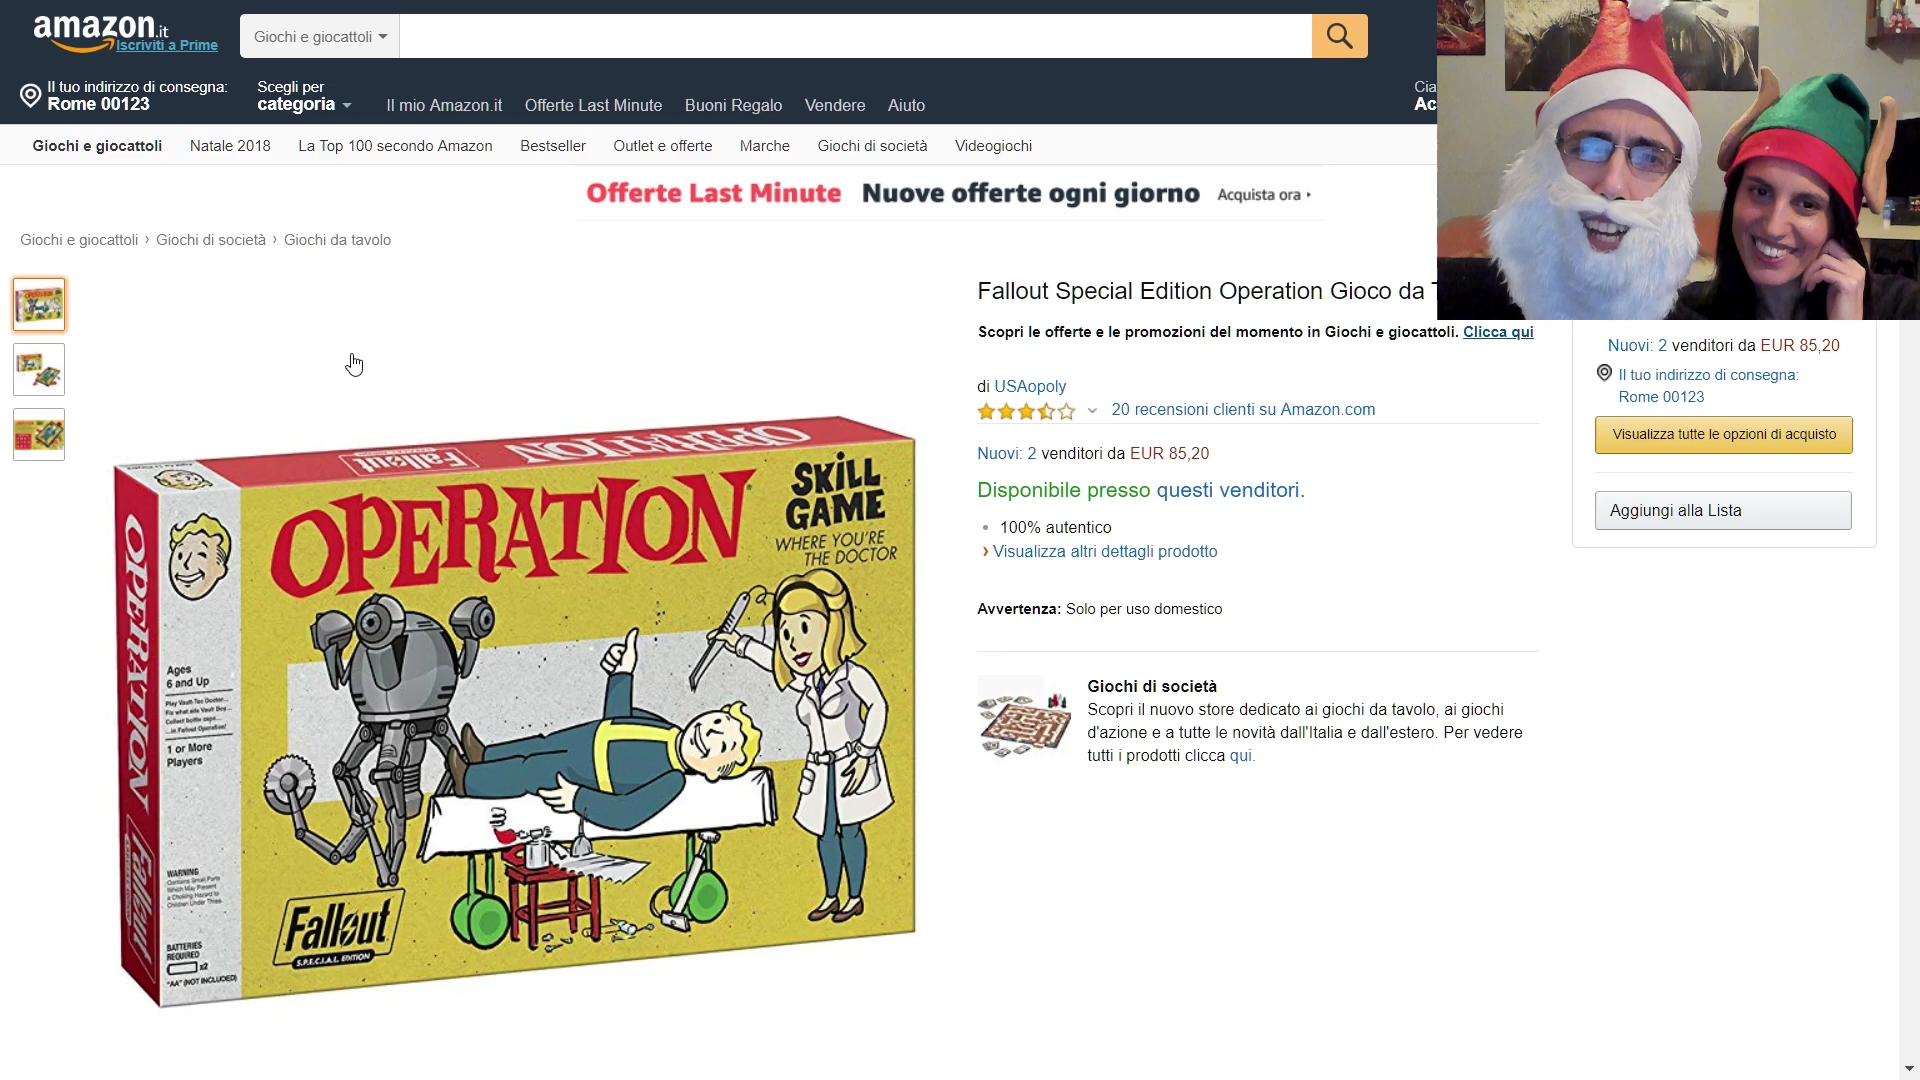 amazon.it
Iscriviti a Prime
Giochi e giocattoli
Il tuo indirizzo di consegna:
Rome 00123
Scegli per
categoria
Il mio Amazon.it
Offerte Last Minute
Buoni Regalo
Vendere
Aiuto
Cia
Ac
Giochi e giocattoli
Natale 2018
La Top 100 secondo Amazon
Bestseller
Outlet e offerte
Marche
Giochi di società
Videogiochi
Offerte Last Minute Nuove offerte ogni giorno Acquista ora
Giochi e giocattoli › Giochi di società › Giochi da tavolo
Fallout Special Edition Operation Gioco da T
Scopri le offerte e le promozioni del momento in Giochi e giocattoli. Clicca qui
di USAopoly
20 recensioni clienti su Amazon.com
Nuovi: 2 venditori da EUR 85,20
Disponibile presso questi venditori.
100% autentico
› Visualizza altri dettagli prodotto
Avvertenza: Solo per uso domestico
Giochi di società
Scopri il nuovo store dedicato ai giochi da tavolo, ai giochi
d'azione e a tutte le novità dall'Italia e dall'estero. Per vedere
tutti i prodotti clicca qui.
Nuovi: 2 venditori da EUR 85,20
Il tuo indirizzo di consegna:
Rome 00123
Visualizza tutte le opzioni di acquisto
Aggiungi alla Lista
OPERATION
Fallout
OPERATION
SKILL
GAME
WHERE YOU'RE
THE DOCTOR
OPERATION
Fallout
Ages
6 and Up
1 or More
Players
WARNING
BATTERIES
REQUIRED
x2
"AA" (NOT INCLUDED)
Fallout
S.P.E.C.I.A.L. EDITION